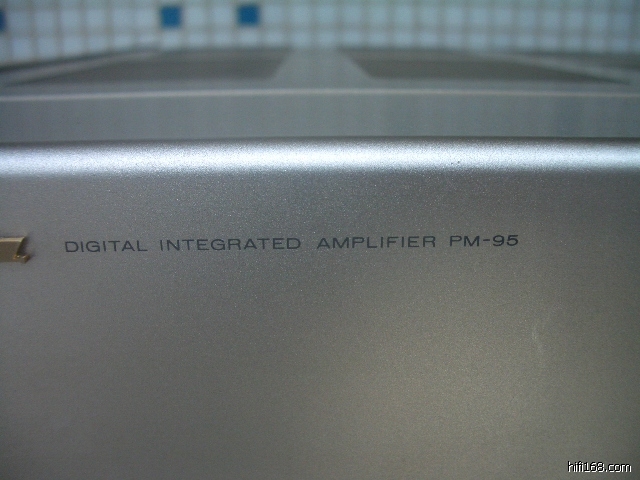 DIGITAL INTEGRATED AMPLIFIER PM-95
hifi168.com